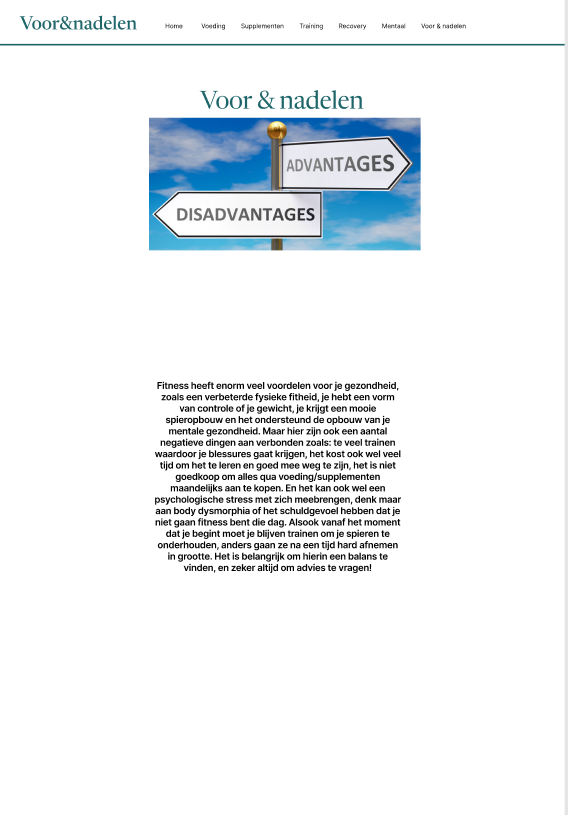 Voor&nadelen
Home Voeding Supplementen Training Recovery Mentaal Voor & nadelen
Voor & nadelen
ADVANTAGES
DISADVANTAGES
Fitness heeft enorm veel voordelen voor je gezondheid,
zoals een verbeterde fysieke fitheid, je hebt een vorm
van controle of je gewicht, je krijgt een mooie
spieropbouw en het ondersteund de opbouw van je
mentale gezondheid. Maar hier zijn ook een aantal
negatieve dingen aan verbonden zoals: te veel trainen
waardoor je blessures gaat krijgen, het kost ook wel veel
tijd om het te leren en goed mee weg te zijn, het is niet
goedkoop om alles qua voeding/supplementen
maandelijks aan te kopen. En het kan ook wel een
psychologische stress met zich meebrengen, denk maar
aan body dysmorphia of het schuldgevoel hebben dat je
niet gaan fitness bent die dag. Alsook vanaf het moment
dat je begint moet je blijven trainen om je spieren te
onderhouden, anders gaan ze na een tijd hard afnemen
in grootte. Het is belangrijk om hierin een balans te
vinden, en zeker altijd om advies te vragen!